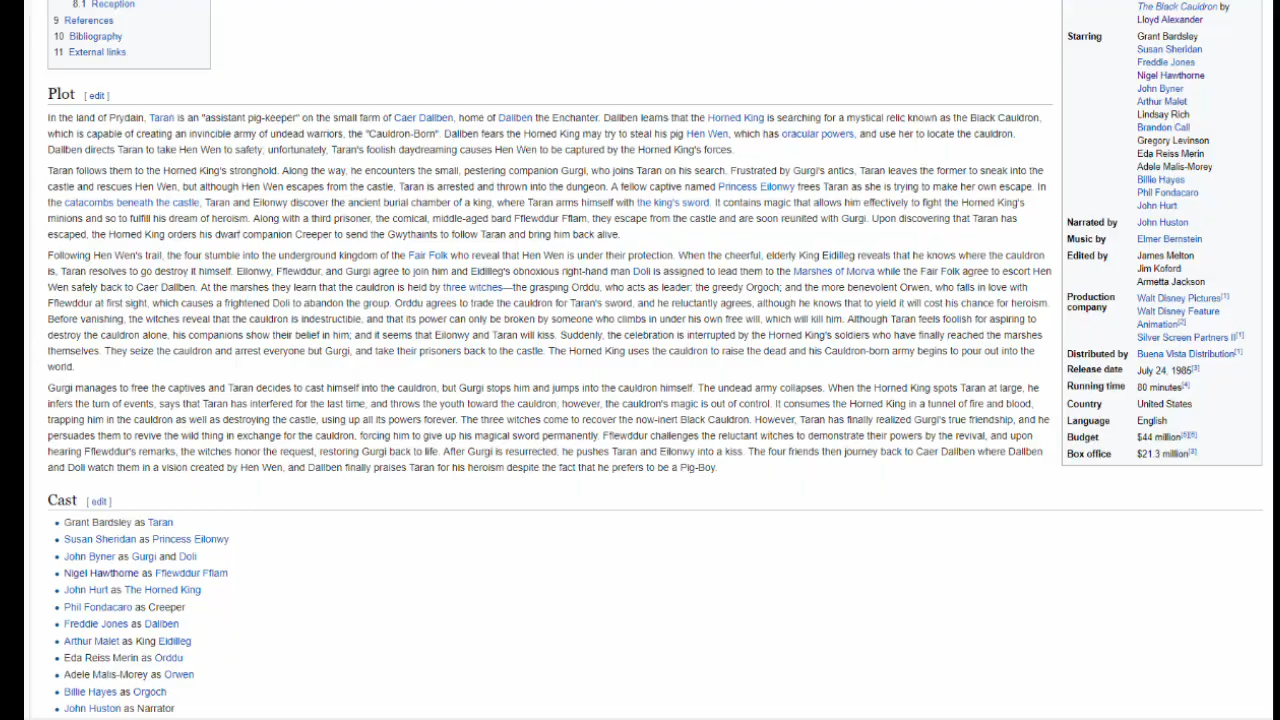 8.1 Reception
9 References
10 Bibliography
11 External links
The Black Cauldron by
Lloyd Alexander
Starring
Grant Bardsley
Susan Sheridan
Freddie Jones
Nigel Hawthorne
John Byner
Arthur Malet
Lindsay Rich
Brandon Call
Gregory Levinson
Eda Reiss Merin
Adele Malis-Morey
Billie Hayes
Phil Fondacaro
John Hurt
Narrated by John Huston
Music by Elmer Bernstein
Edited by James Melton
Jim Koford
Armetta Jackson
Production company
Walt Disney Pictures[1]
Walt Disney Feature
Animation[2]
Silver Screen Partners II[1]
Distributed by Buena Vista Distribution[1]
Release date July 24, 1985[3]
Running time 80 minutes[4]
Country United States
Language English
Budget $44 million[5][6]
Box office $21.3 million[3]
Plot [ edit ]
In the land of Prydain, Taran is an "assistant pig-keeper" on the small farm of Caer Dallben, home of Dallben the Enchanter. Dallben learns that the Horned King is searching for a mystical relic known as the Black Cauldron,
which is capable of creating an invincible army of undead warriors, the "Cauldron-Born". Dallben fears the Horned King may try to steal his pig Hen Wen, which has oracular powers, and use her to locate the cauldron.
Dallben directs Taran to take Hen Wen to safety; unfortunately, Taran's foolish daydreaming causes Hen Wen to be captured by the Horned King's forces.
Taran follows them to the Horned King's stronghold. Along the way, he encounters the small, pestering companion Gurgi, who joins Taran on his search. Frustrated by Gurgi's antics, Taran leaves the former to sneak into the
castle and rescues Hen Wen, but although Hen Wen escapes from the castle, Taran is arrested and thrown into the dungeon. A fellow captive named Princess Eilonwy frees Taran as she is trying to make her own escape. In
the catacombs beneath the castle, Taran and Eilonwy discover the ancient burial chamber of a king, where Taran arms himself with the king's sword. It contains magic that allows him effectively to fight the Horned King's
minions and so to fulfill his dream of heroism. Along with a third prisoner, the comical, middle-aged bard Fflewddur Fflam, they escape from the castle and are soon reunited with Gurgi. Upon discovering that Taran has
escaped, the Horned King orders his dwarf companion Creeper to send the Gwythaints to follow Taran and bring him back alive.
Following Hen Wen's trail, the four stumble into the underground kingdom of the Fair Folk who reveal that Hen Wen is under their protection. When the cheerful, elderly King Eidilleg reveals that he knows where the cauldron
is, Taran resolves to go destroy it himself. Eilonwy, Fflewddur, and Gurgi agree to join him and Eidilleg's obnoxious right-hand man Doli is assigned to lead them to the Marshes of Morva while the Fair Folk agree to escort Hen
Wen safely back to Caer Dallben. At the marshes they learn that the cauldron is held by three witches—the grasping Orddu, who acts as leader; the greedy Orgoch; and the more benevolent Orwen, who falls in love with
Fflewddur at first sight, which causes a frightened Doli to abandon the group. Orddu agrees to trade the cauldron for Taran's sword, and he reluctantly agrees, although he knows that to yield it will cost his chance for heroism.
Before vanishing, the witches reveal that the cauldron is indestructible, and that its power can only be broken by someone who climbs in under his own free will, which will kill him. Although Taran feels foolish for aspiring to
destroy the cauldron alone, his companions show their belief in him; and it seems that Eilonwy and Taran will kiss. Suddenly, the celebration is interrupted by the Horned King's soldiers who have finally reached the marshes
themselves. They seize the cauldron and arrest everyone but Gurgi, and take their prisoners back to the castle. The Horned King uses the cauldron to raise the dead and his Cauldron-born army begins to pour out into the
world.
Gurgi manages to free the captives and Taran decides to cast himself into the cauldron, but Gurgi stops him and jumps into the cauldron himself. The undead army collapses. When the Horned King spots Taran at large, he
infers the turn of events, says that Taran has interfered for the last time, and throws the youth toward the cauldron; however, the cauldron's magic is out of control. It consumes the Horned King in a tunnel of fire and blood,
trapping him in the cauldron as well as destroying the castle, using up all its powers forever. The three witches come to recover the now-inert Black Cauldron. However, Taran has finally realized Gurgi's true friendship, and he
persuades them to revive the wild thing in exchange for the cauldron, forcing him to give up his magical sword permanently. Fflewddur challenges the reluctant witches to demonstrate their powers by the revival, and upon
hearing Fflewddur's remarks, the witches honor the request, restoring Gurgi back to life. After Gurgi is resurrected, he pushes Taran and Eilonwy into a kiss. The four friends then journey back to Caer Dallben where Dallben
and Doli watch them in a vision created by Hen Wen, and Dallben finally praises Taran for his heroism despite the fact that he prefers to be a Pig-Boy.
Cast [ edit ]
• Grant Bardsley as Taran
• Susan Sheridan as Princess Eilonwy
• John Byner as Gurgi and Doli
• Nigel Hawthorne as Fflewddur Fflam
• John Hurt as The Horned King
• Phil Fondacaro as Creeper
• Freddie Jones as Dallben
• Arthur Malet as King Eidilleg
• Eda Reiss Merin as Orddu
• Adele Malis-Morey as Orwen
• Billie Hayes as Orgoch
• John Huston as Narrator